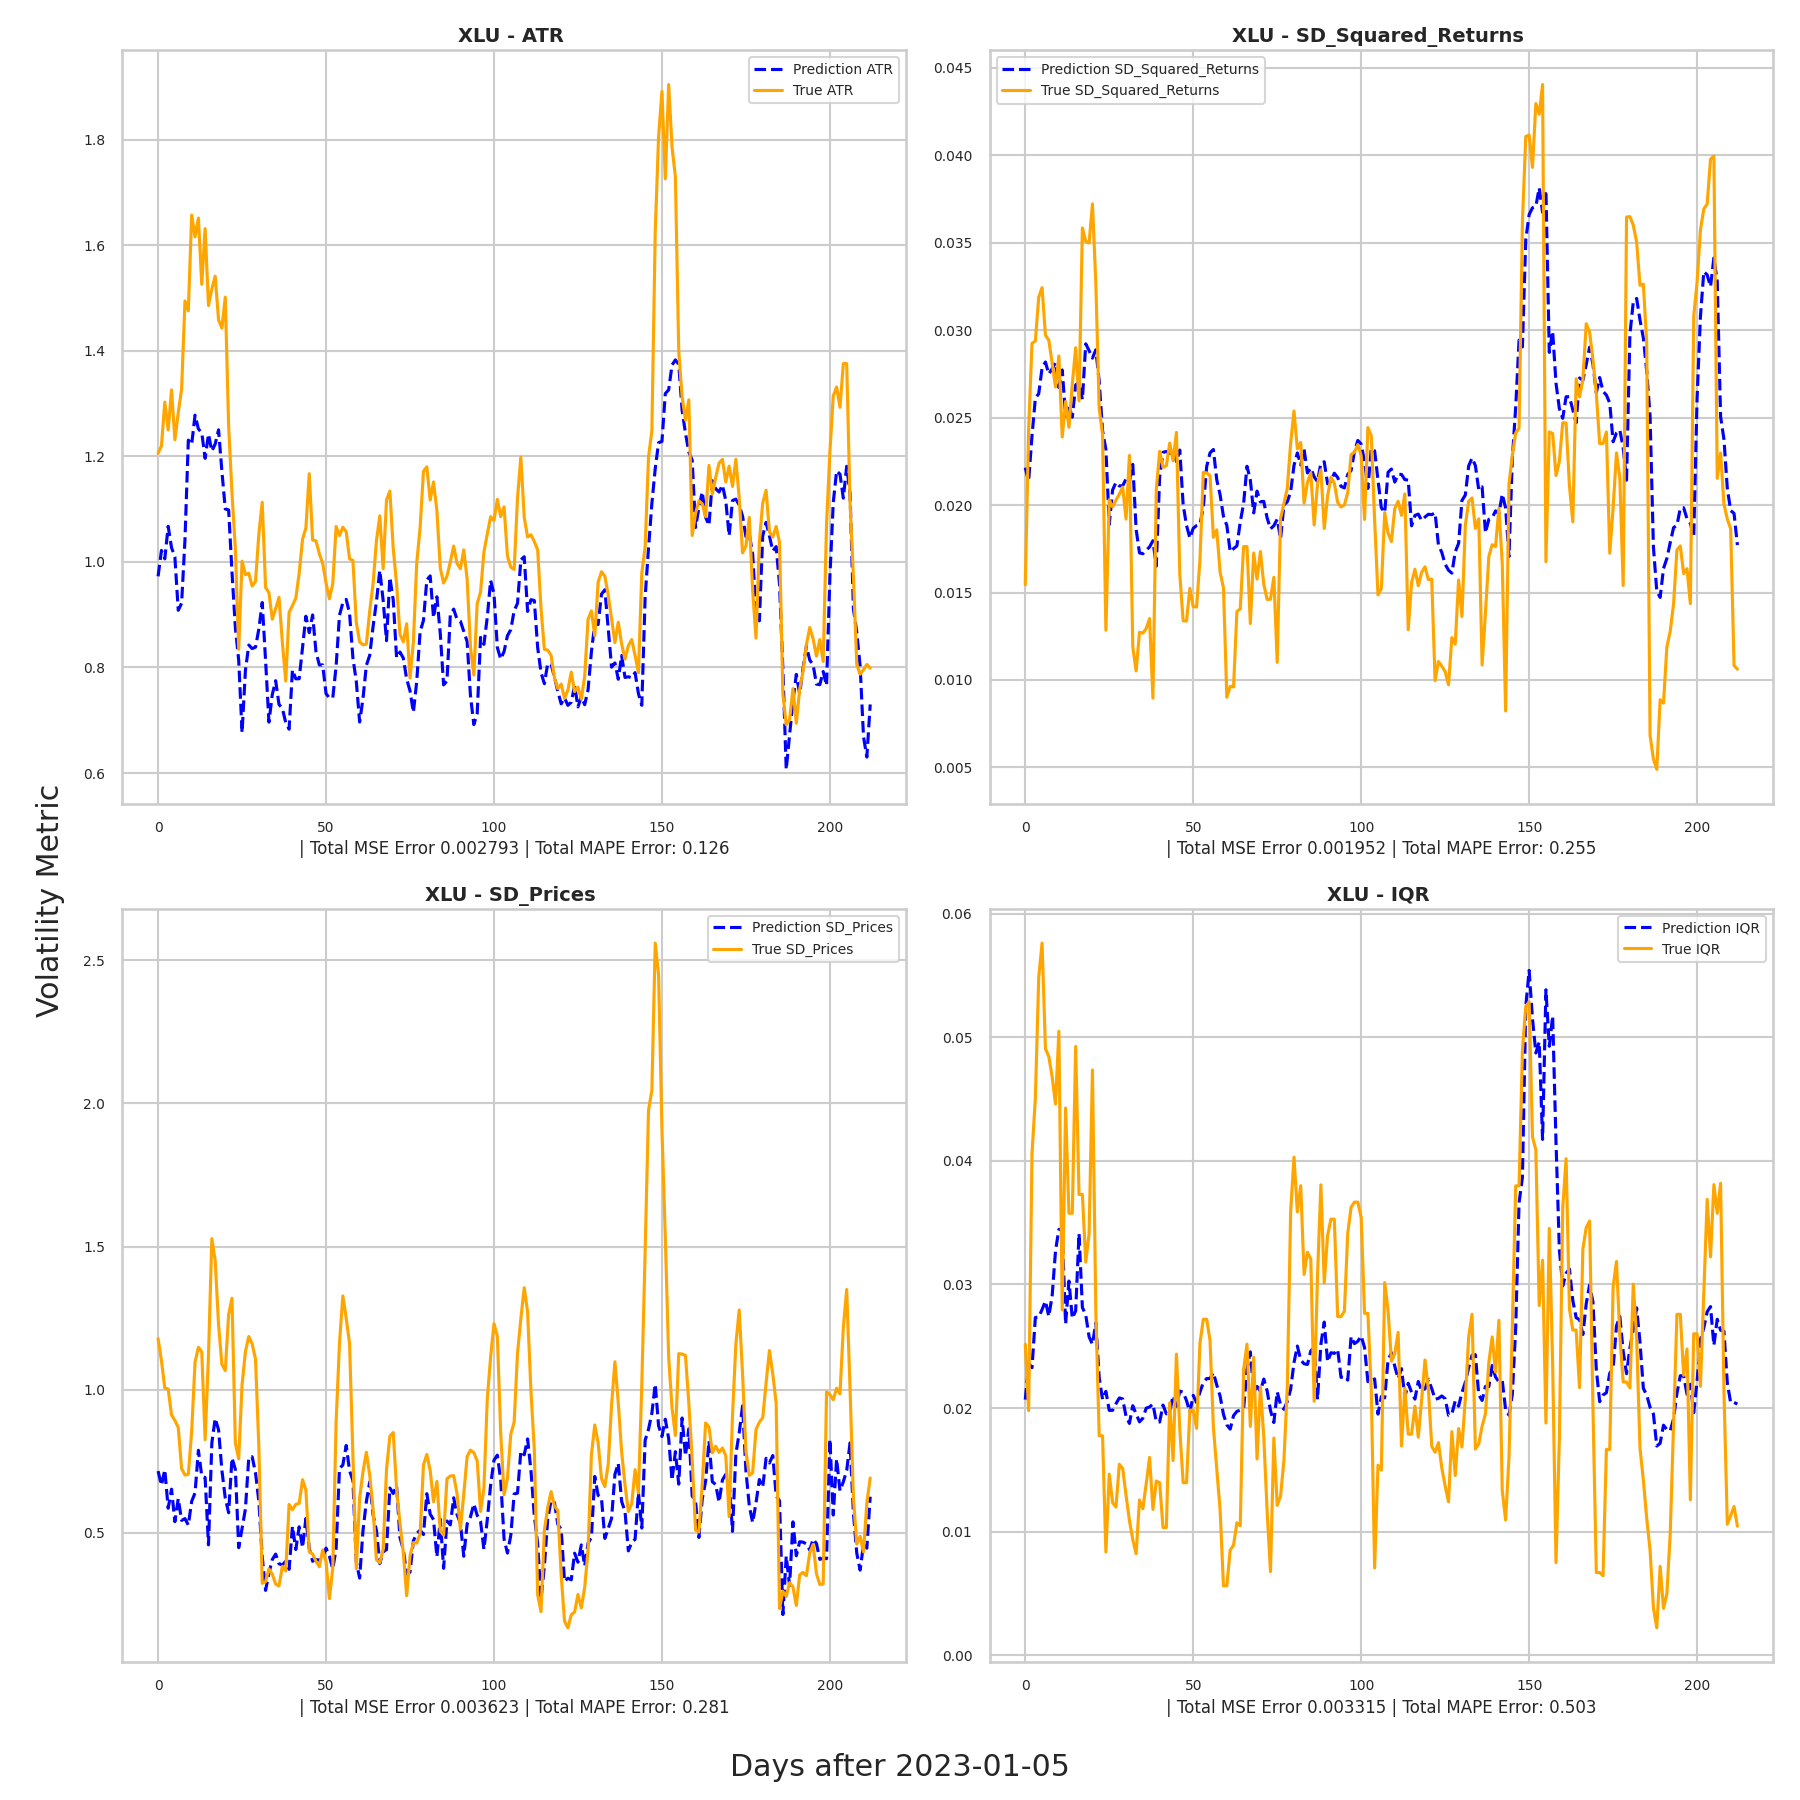 XLU - ATR
Prediction ATR
True ATR
1.8
1.6
1.4
1.2
1.0
0.8
0.6
0 50 100 150 200
| Total MSE Error 0.002793 | Total MAPE Error: 0.126
XLU - SD_Squared_Returns
Prediction SD_Squared_Returns
True SD_Squared_Returns
0.045
0.040
0.035
0.030
0.025
0.020
0.015
0.010
0.005
0 50 100 150 200
| Total MSE Error 0.001952 | Total MAPE Error: 0.255
Volatility Metric
XLU - SD_Prices
Prediction SD_Prices
True SD_Prices
2.5
2.0
1.5
1.0
0.5
0 50 100 150 200
| Total MSE Error 0.003623 | Total MAPE Error: 0.281
XLU - IQR
Prediction IQR
True IQR
0.06
0.05
0.04
0.03
0.02
0.01
0.00
0 50 100 150 200
| Total MSE Error 0.003315 | Total MAPE Error: 0.503
Days after 2023-01-05